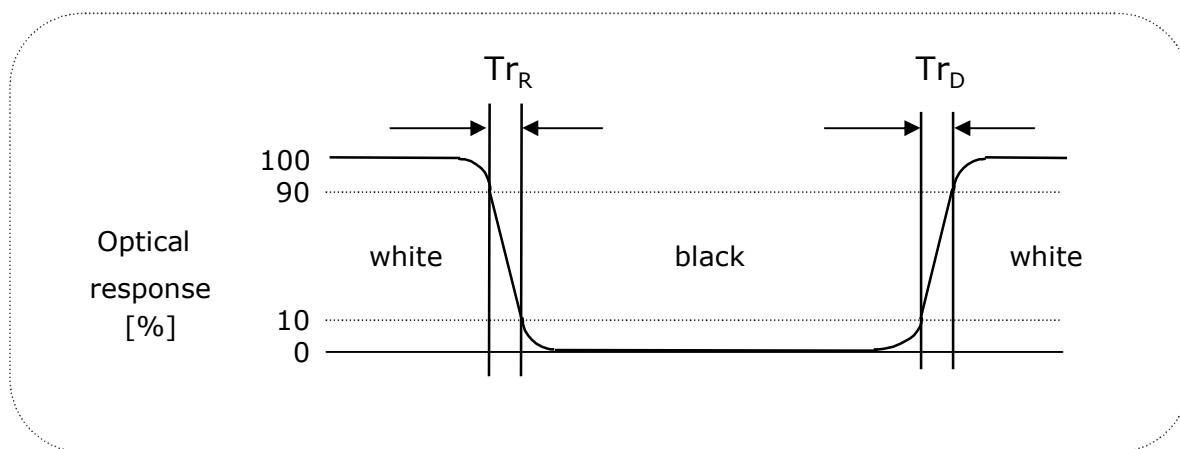 Tr_R
Tr_D
100
90
Optical
response
[%]
white
black
white
10
0